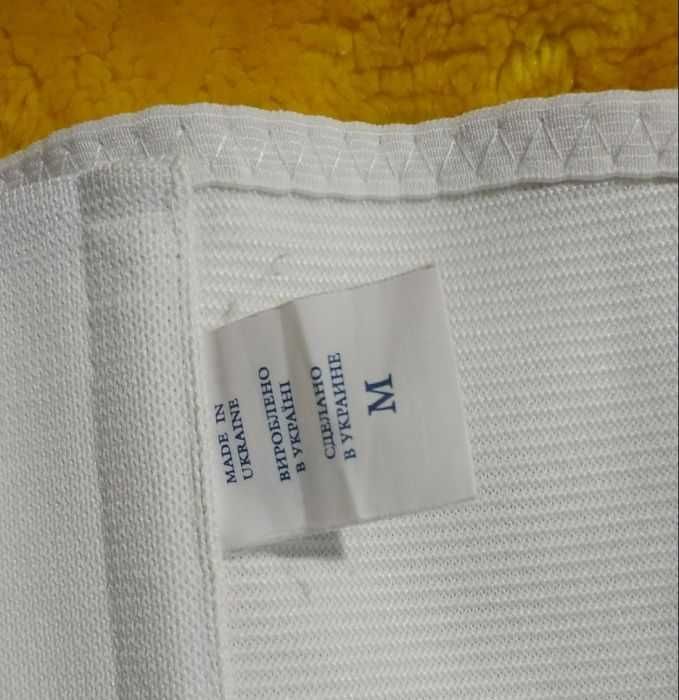 MADE IN
UKRAINE
ВИРОБЛЕНО
В УКРАЇНІ
СДЕЛАНО
В УКРАИНЕ
M